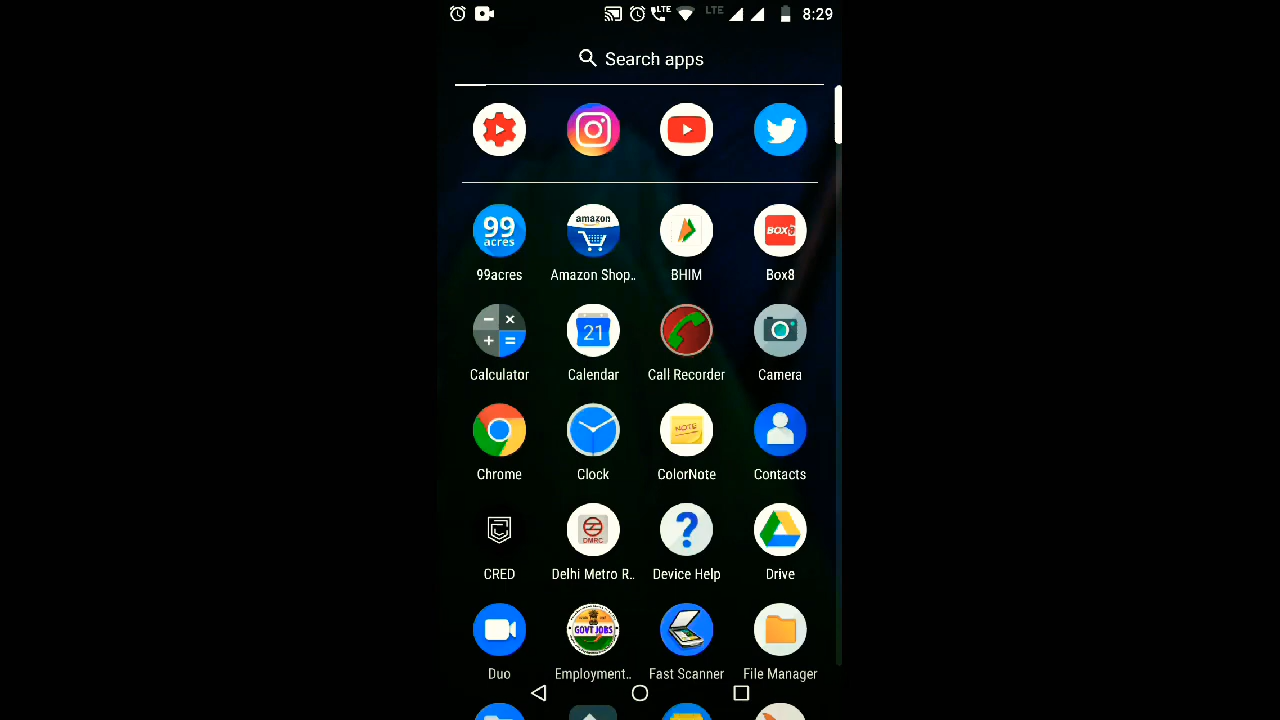 LTE LTE 8:29
Search apps
99 acres amazon BOX8
99acres Amazon Shop.. BHIM Box8
21
Calculator Calendar Call Recorder Camera
NOTE
Chrome Clock ColorNote Contacts
DMRC
CRED Delhi Metro R.. Device Help Drive
GOVT JOBS
Duo Employment.. Fast Scanner File Manager